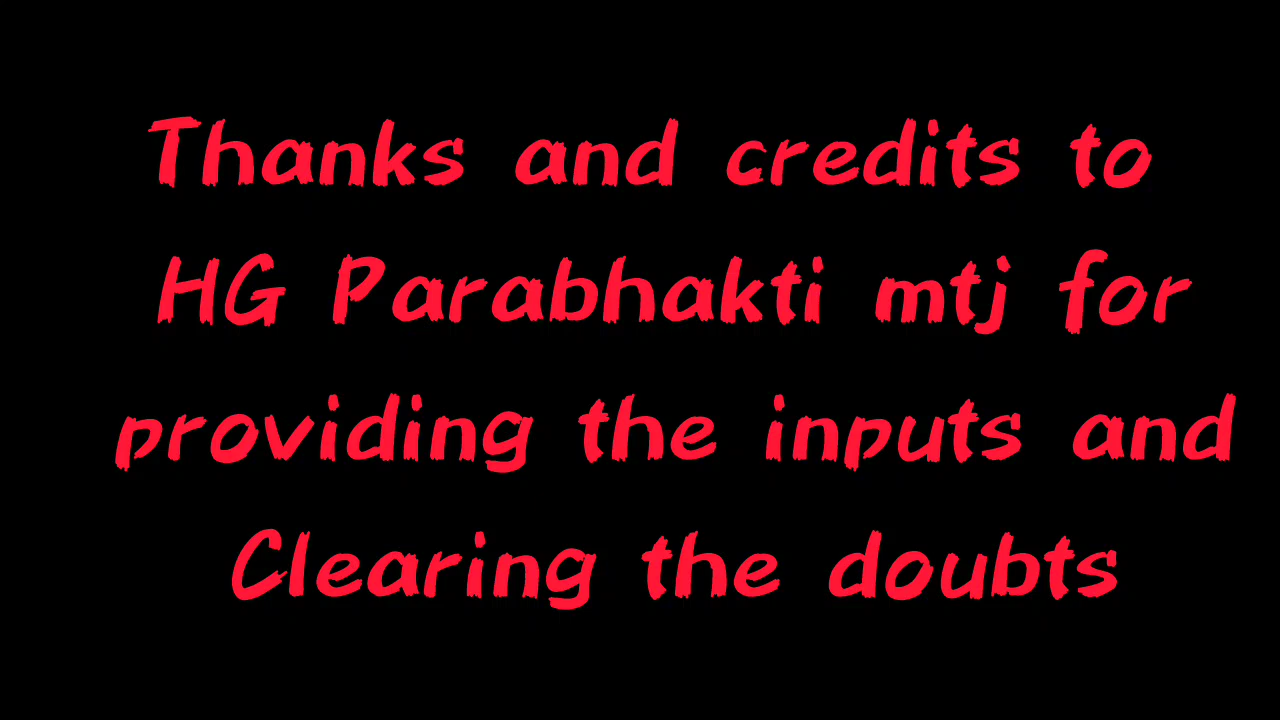 Thanks and credits to
HG Parabhakti mtj for
providing the inputs and
Clearing the doubts